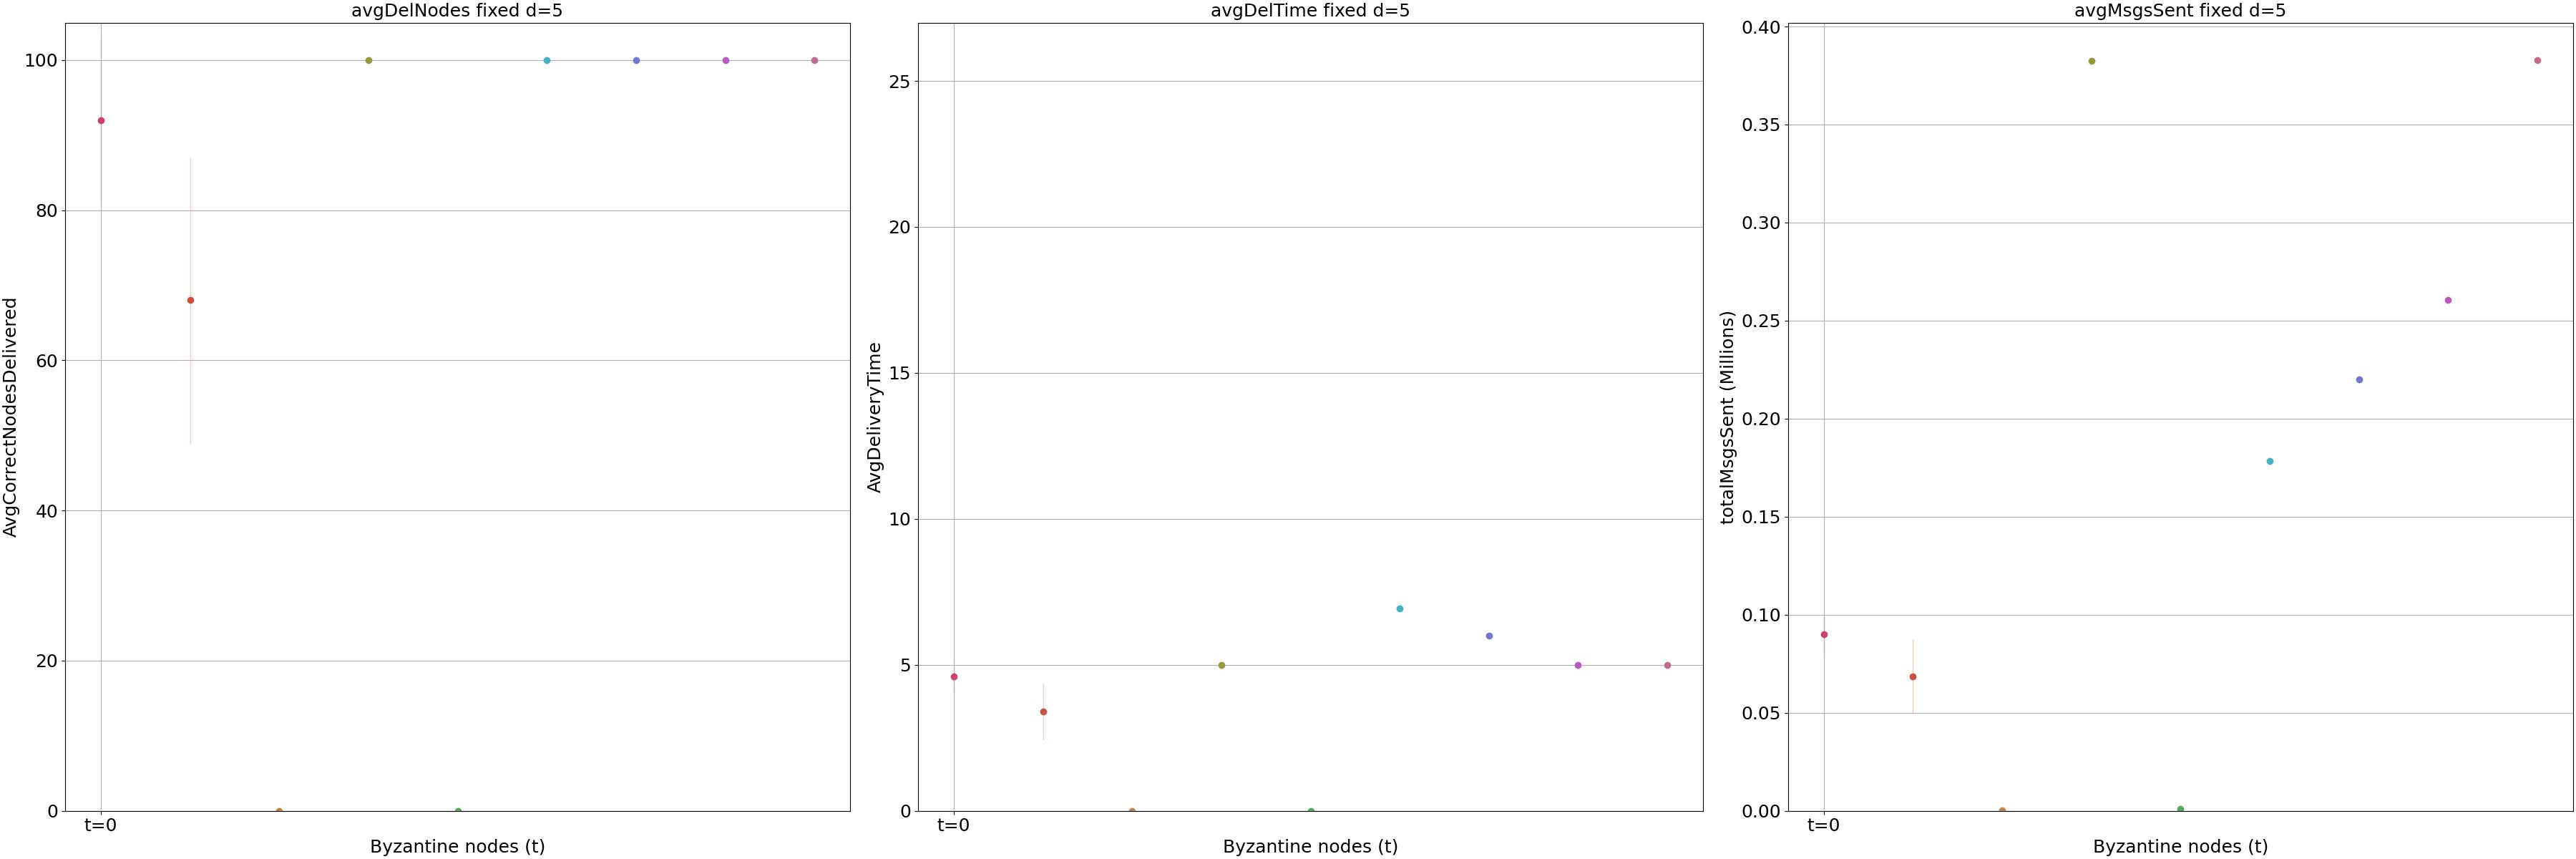 avgDelNodes fixed d=5
100
80
60
40
20
0
AvgCorrectNodesDelivered
t=0
Byzantine nodes (t)
avgDelTime fixed d=5
25
20
15
10
5
0
AvgDeliveryTime
t=0
Byzantine nodes (t)
avgMsgsSent fixed d=5
0.40
0.35
0.30
0.25
0.20
0.15
0.10
0.05
0.00
totalMsgsSent (Millions)
t=0
Byzantine nodes (t)